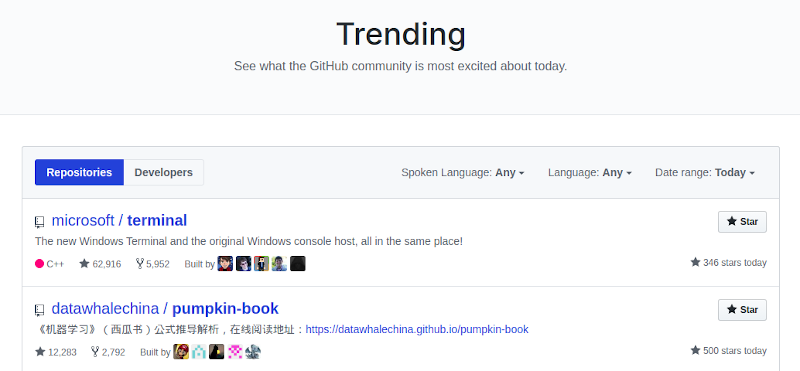 Trending
See what the GitHub community is most excited about today.
Repositories Developers Spoken Language: Any Language: Any Date range: Today
microsoft / terminal Star
The new Windows Terminal and the original Windows console host, all in the same place!
C++ 62,916 5,952 Built by 346 stars today
datawhalechina / pumpkin-book Star
《机器学习》（西瓜书）公式推导解析，在线阅读地址：https://datawhalechina.github.io/pumpkin-book
12,283 2,792 Built by 500 stars today